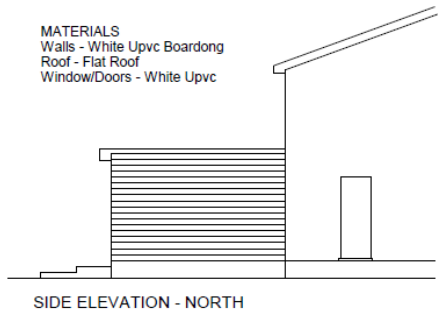 MATERIALS
Walls - White Upvc Boardong
Roof - Flat Roof
Window/Doors - White Upvc
SIDE ELEVATION - NORTH